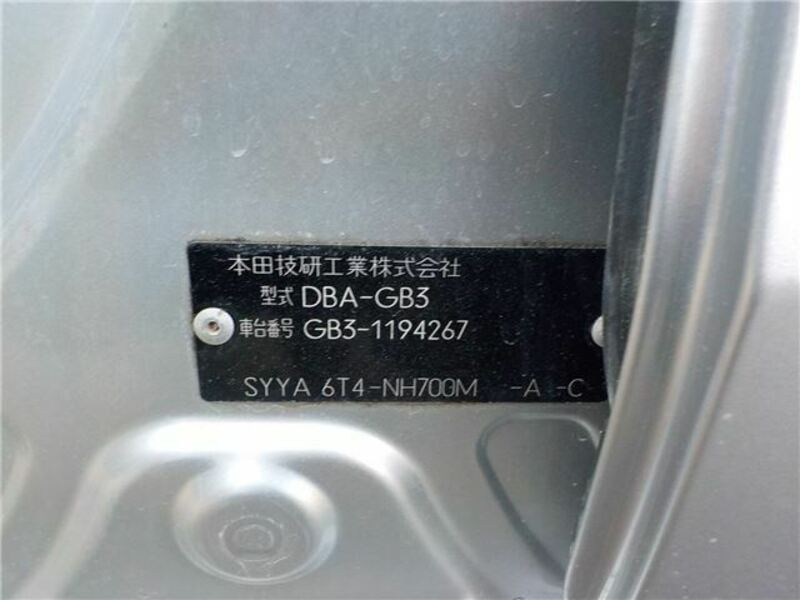 本田技研工業株式会社
型式 DBA-GB3
車台番号 GB3-1194267
SYYA 6T4-NH700M -A -C